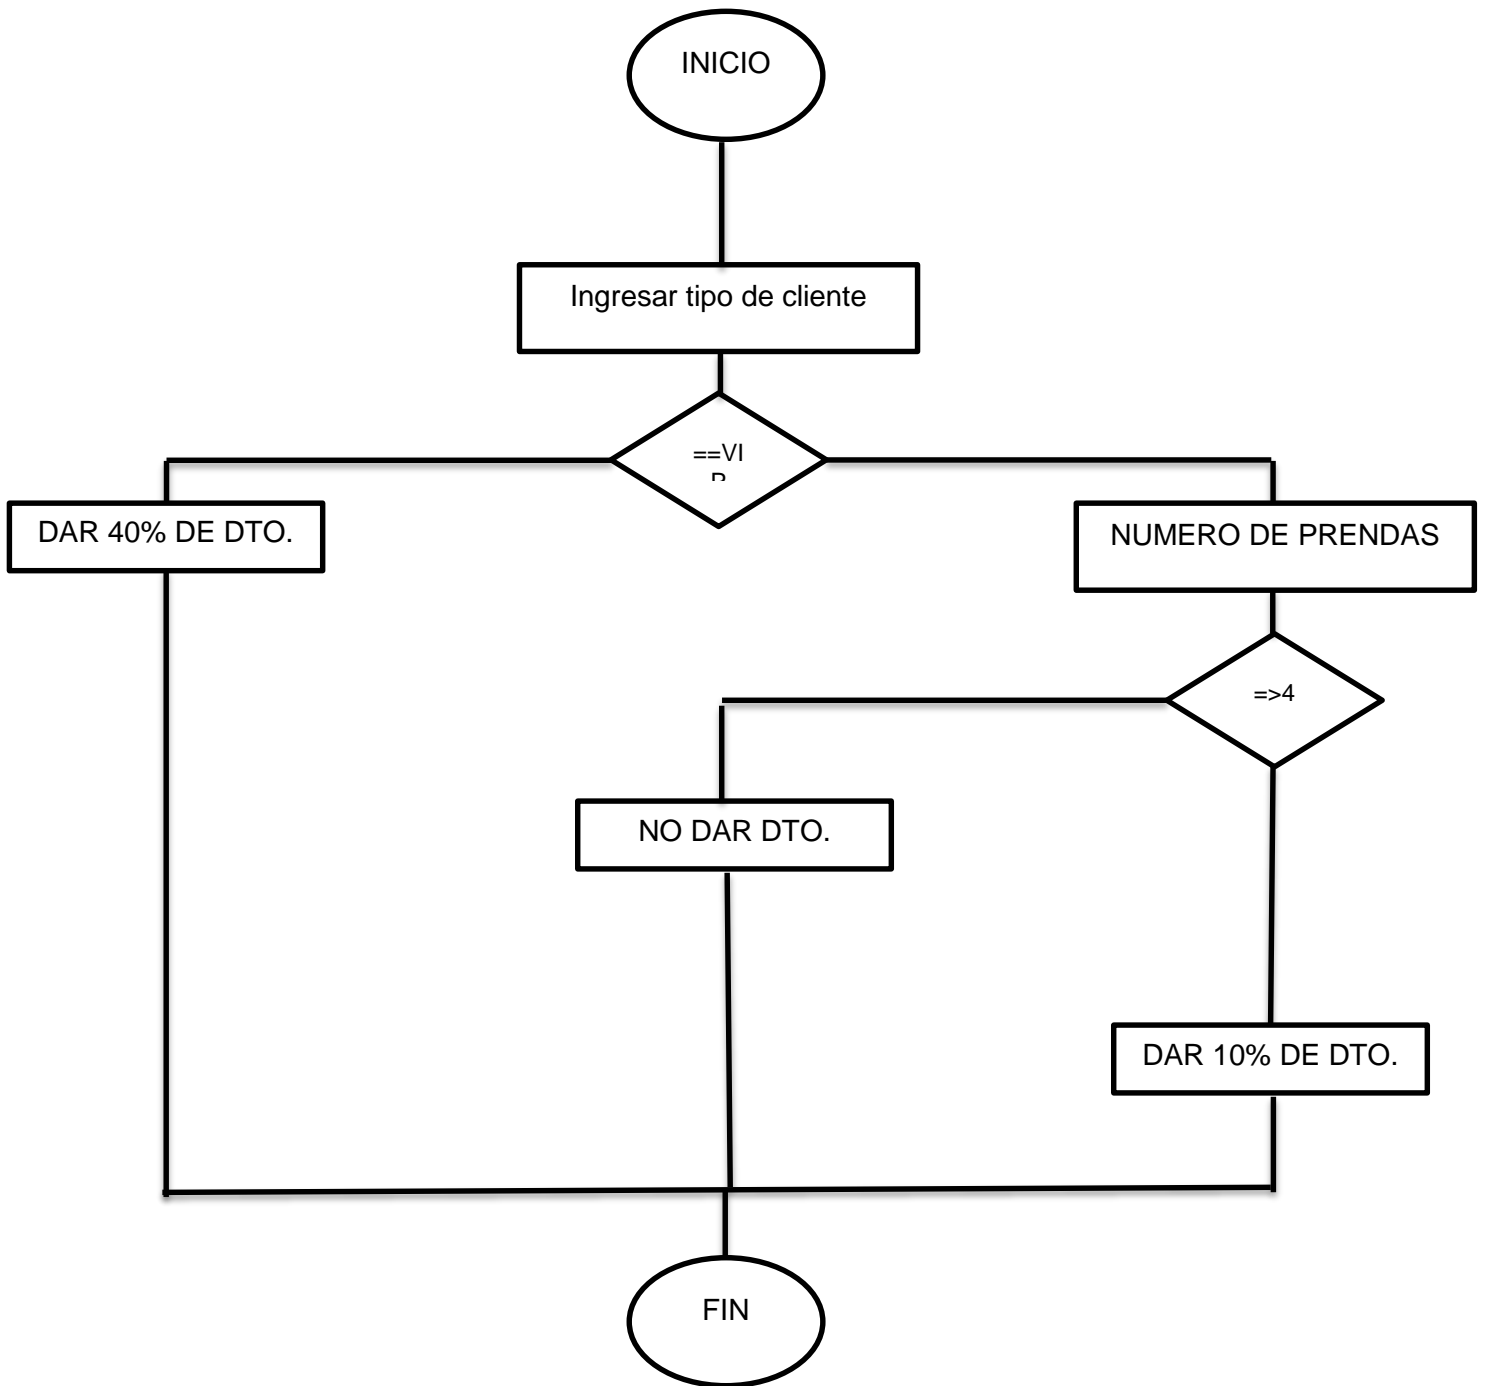 INICIO
Ingresar tipo de cliente
==VI
P
DAR 40% DE DTO.
NUMERO DE PRENDAS
=>4
NO DAR DTO.
DAR 10% DE DTO.
FIN